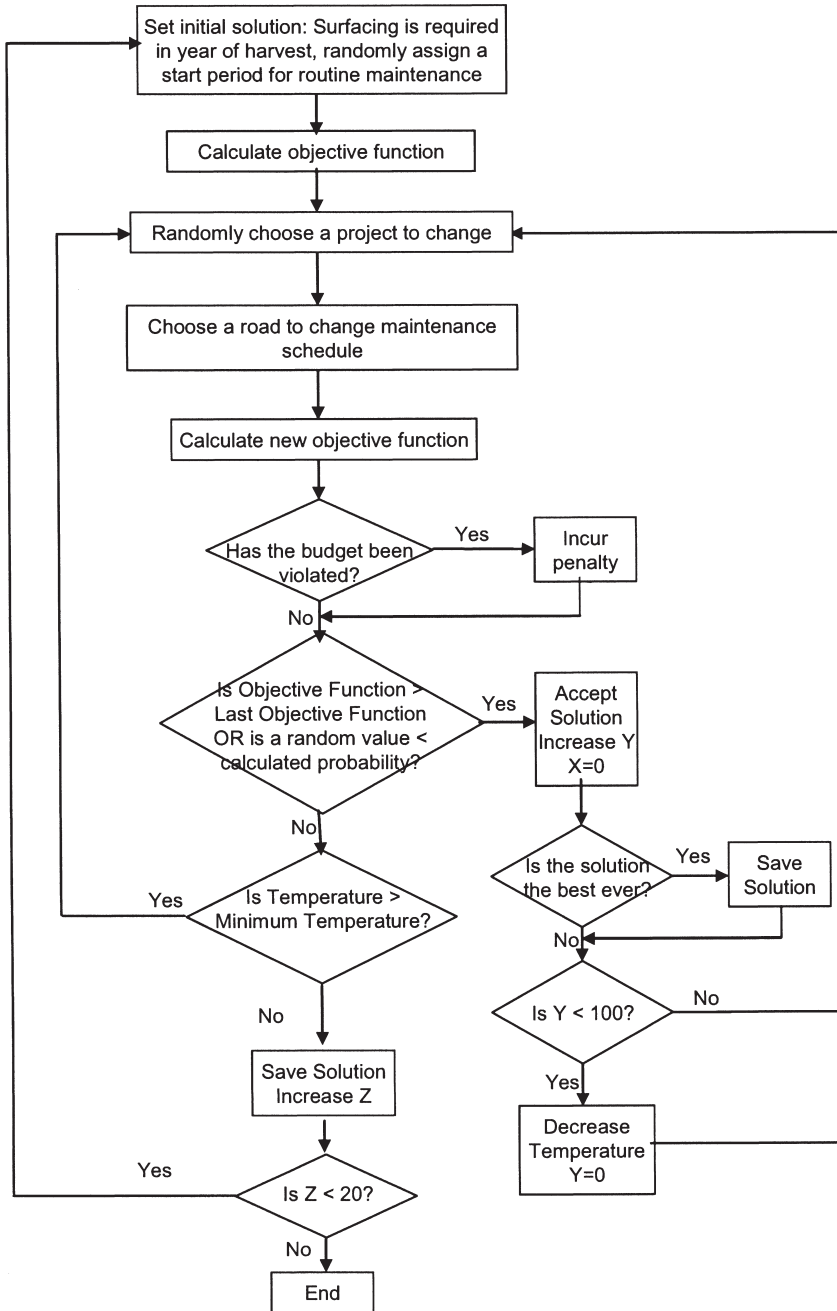 Set initial solution: Surfacing is required
in year of harvest, randomly assign a
start period for routine maintenance
Calculate objective function
Randomly choose a project to change
Choose a road to change maintenance
schedule
Calculate new objective function
Has the budget been
violated?
Yes
Incur
penalty
No
Is Objective Function >
Last Objective Function
OR is a random value <
calculated probability?
Yes
Accept
Solution
Increase Y
X=0
No
Is the solution
the best ever?
Yes
Save
Solution
No
Is Temperature >
Minimum Temperature?
Yes
Is Y < 100?
No
No
Yes
Save Solution
Increase Z
Decrease
Temperature
Y=0
Yes
Is Z < 20?
No
End